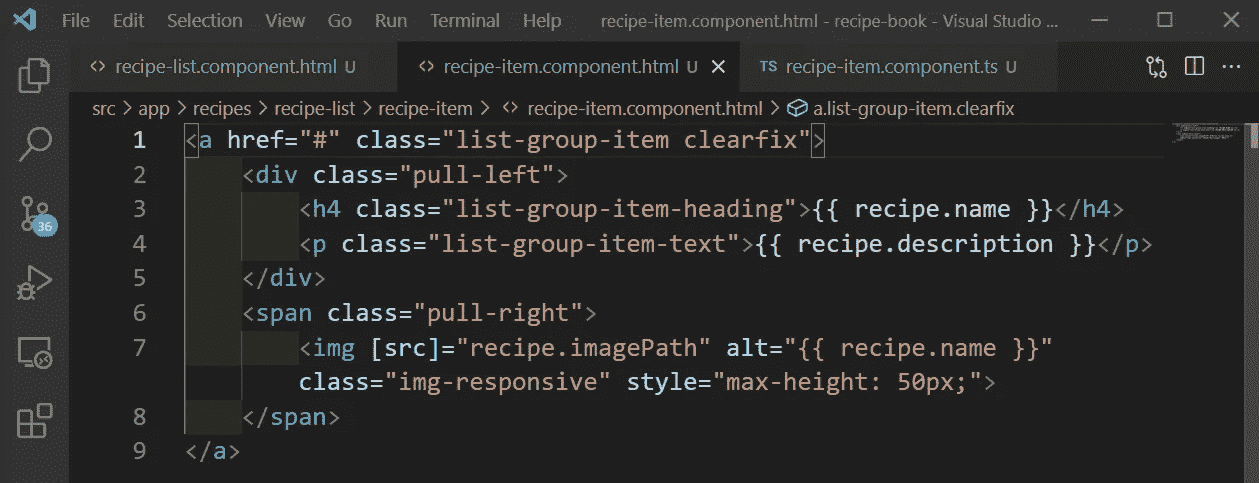 File Edit Selection View Go Run Terminal Help recipe-item.component.html - recipe-book - Visual Studio ...
<> recipe-list.component.html U <> recipe-item.component.html U × TS recipe-item.component.ts U ...
src > app > recipes > recipe-list > recipe-item > <> recipe-item.component.html > a.list-group-item.clearfix
1 <a href="#" class="list-group-item clearfix">
2 <div class="pull-left">
3 <h4 class="list-group-item-heading">{{ recipe.name }}</h4>
4 <p class="list-group-item-text">{{ recipe.description }}</p>
5 </div>
6 <span class="pull-right">
36
7 <img [src]="recipe.imagePath" alt="{{ recipe.name }}"
class="img-responsive" style="max-height: 50px;">
8 </span>
9 </a>